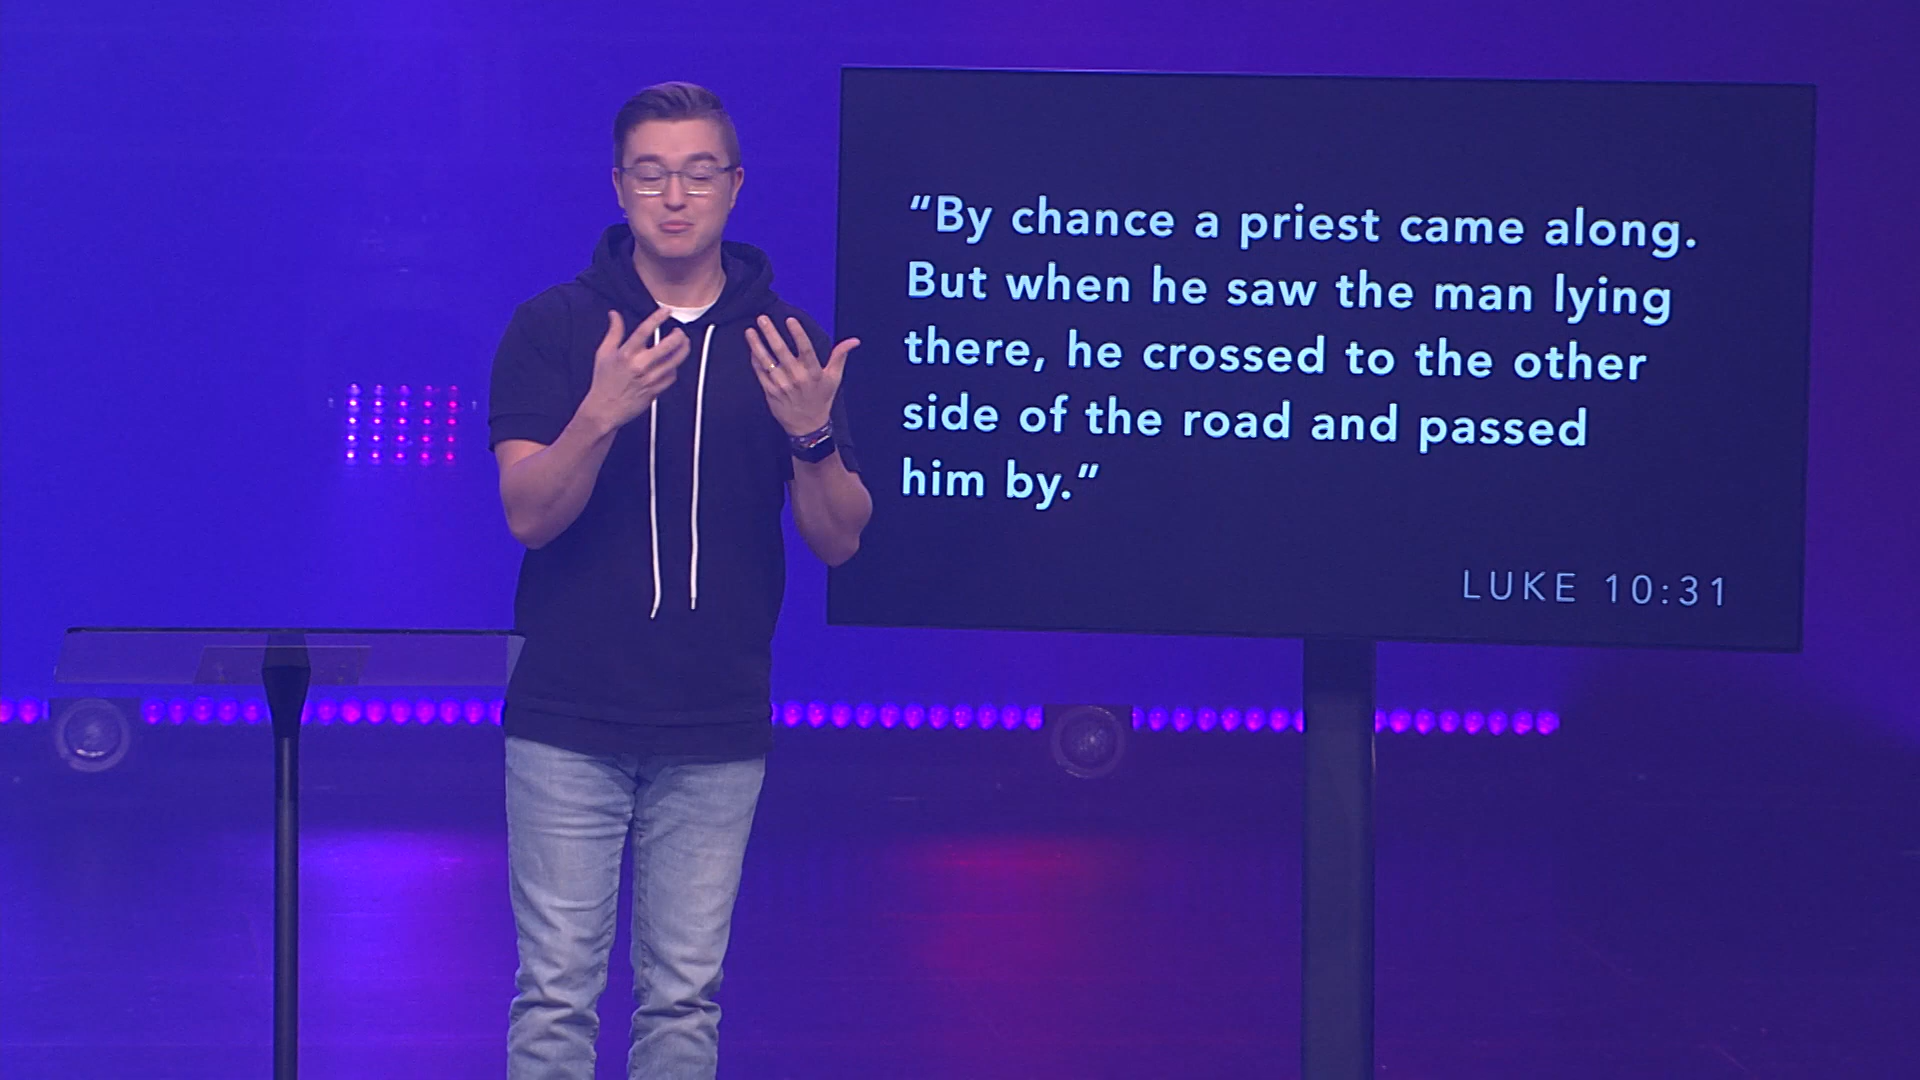 “By chance a priest came along.
But when he saw the man lying
there, he crossed to the other
side of the road and passed
him by.”
LUKE 10:31